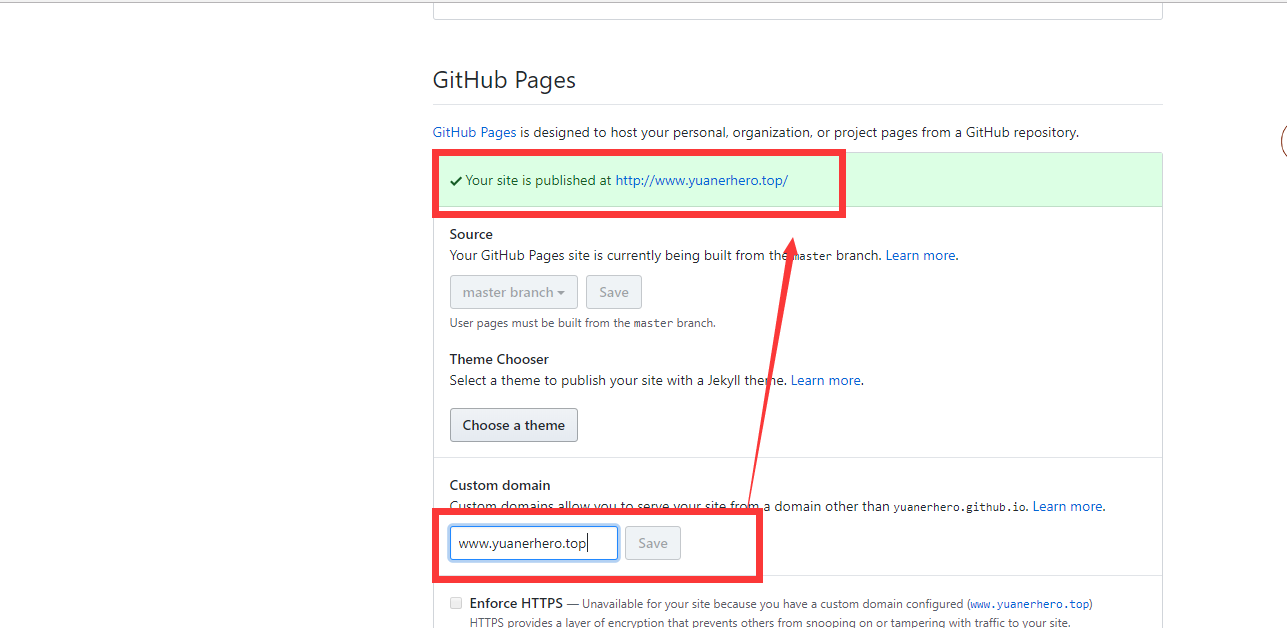 GitHub Pages
GitHub Pages is designed to host your personal, organization, or project pages from a GitHub repository.
Your site is published at http://www.yuanerhero.top/
Source
Your GitHub Pages site is currently being built from the master branch. Learn more.
master branch Save
User pages must be built from the master branch.
Theme Chooser
Select a theme to publish your site with a Jekyll theme. Learn more.
Choose a theme
Custom domain
Custom domains allow you to serve your site from a domain other than yuanerhero.github.io. Learn more.
www.yuanerhero.top Save
Enforce HTTPS — Unavailable for your site because you have a custom domain configured (www.yuanerhero.top)
HTTPS provides a layer of encryption that prevents others from snooping on or tampering with traffic to your site.